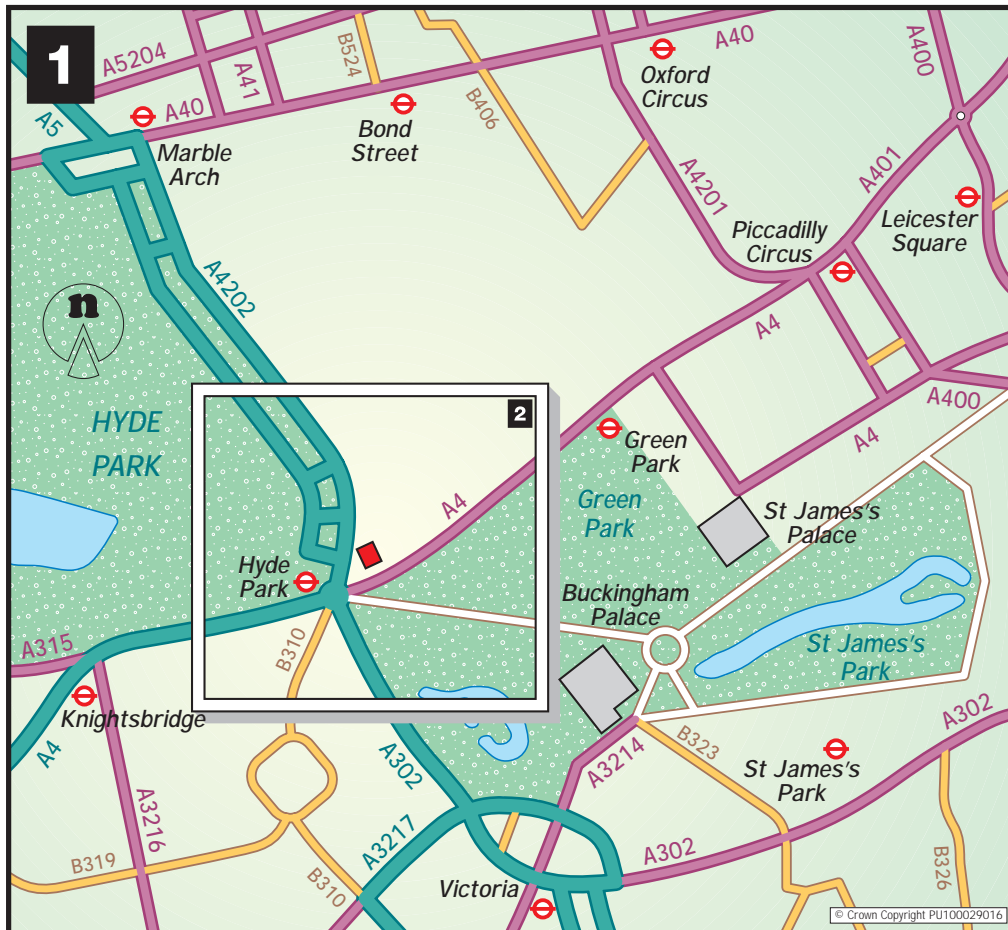 1
A5204
A41
B524
B406
A40
A400
Oxford
Circus
A5
A40
Marble
Arch
Bond
Street
A4201
A401
Piccadilly
Circus
Leicester
Square
n
A4202
A4
A400
HYDE
PARK
2
Green
Park
A4
Green
Park
A4
St James's
Palace
Hyde
Park
Buckingham
Palace
A315
B310
St James's
Park
Knightsbridge
A4
A302
A3214
B323
A302
St James's
Park
A3216
A3217
B319
B310
A302
B326
Victoria
© Crown Copyright PU100029016